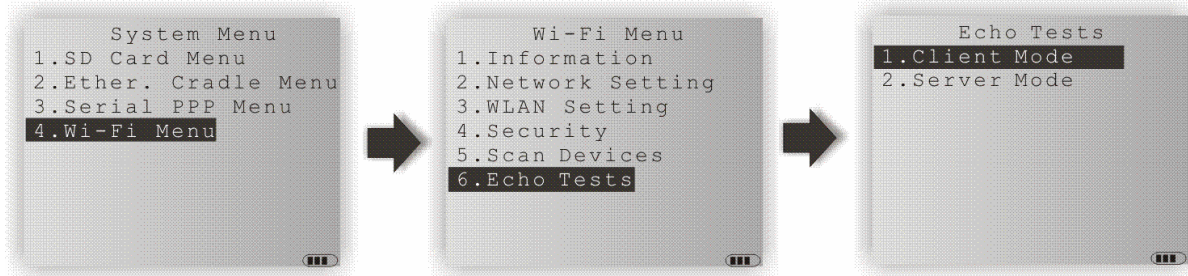 System Menu
1.SD Card Menu
2.Ether. Cradle Menu
3.Serial PPP Menu
4.Wi-Fi Menu
Wi-Fi Menu
1.Information
2.Network Setting
3.WLAN Setting
4.Security
5.Scan Devices
6.Echo Tests
Echo Tests
1.Client Mode
2.Server Mode